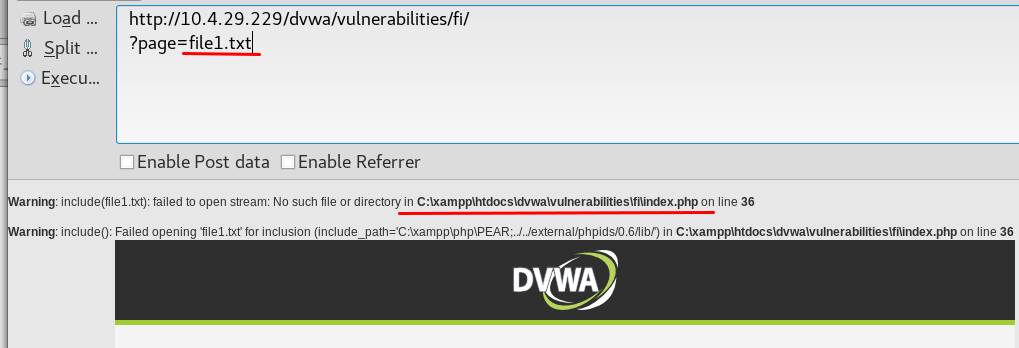 Load ...
http://10.4.29.229/dvwa/vulnerabilities/fi/
Split ...
?page=file1.txt
Execu...
Enable Post data Enable Referrer
Warning: include(file1.txt): failed to open stream: No such file or directory in C:\xampp\htdocs\dvwa\vulnerabilities\fi\index.php on line 36
Warning: include(): Failed opening 'file1.txt' for inclusion (include_path='C:\xampp\php\PEAR;../../external/phpids/0.6/lib/') in C:\xampp\htdocs\dvwa\vulnerabilities\fi\index.php on line 36
DVWA